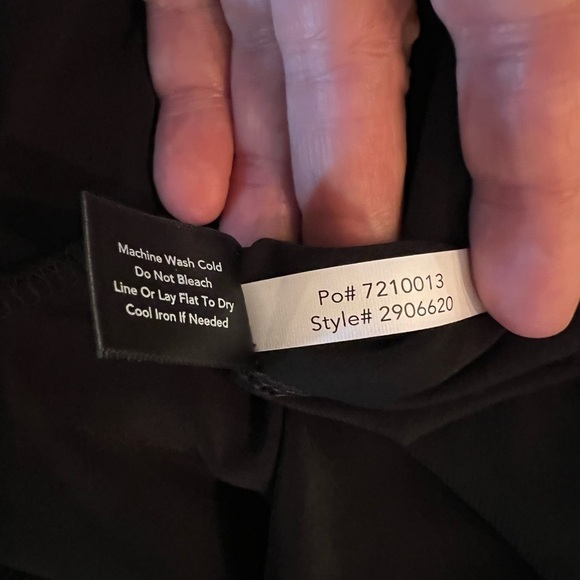 Machine Wash Cold
Do Not Bleach
Line Or Lay Flat To Dry
Cool Iron If Needed
Po# 7210013
Style# 2906620